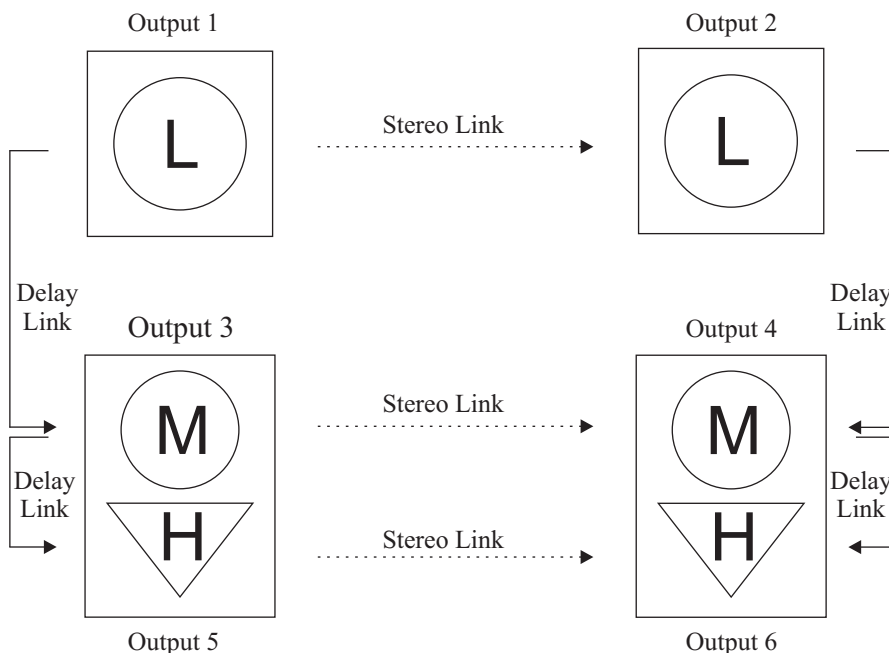 Output 1
Output 2
L
Stereo Link
L
Delay
Link
Delay
Link
Output 3
Output 4
M
Stereo Link
M
Delay
Link
Delay
Link
H
Stereo Link
H
Output 5
Output 6